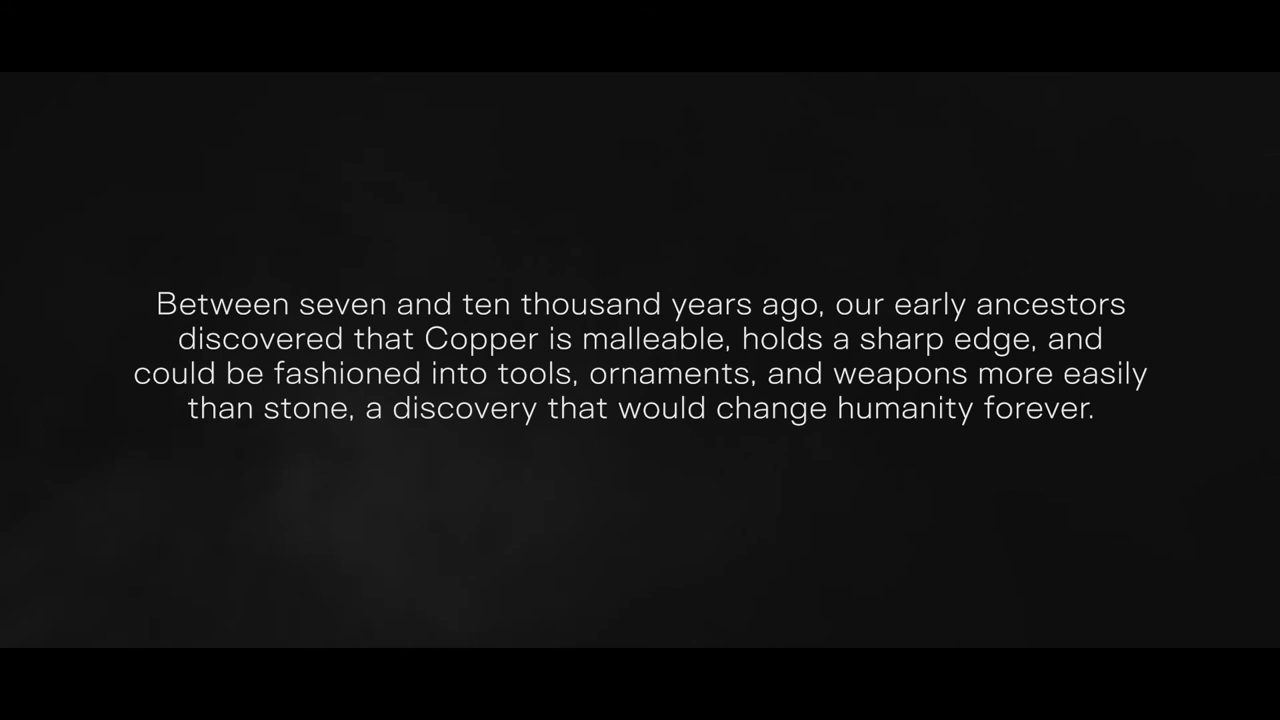 Between seven and ten thousand years ago, our early ancestors
discovered that Copper is malleable, holds a sharp edge, and
could be fashioned into tools, ornaments, and weapons more easily
than stone, a discovery that would change humanity forever.